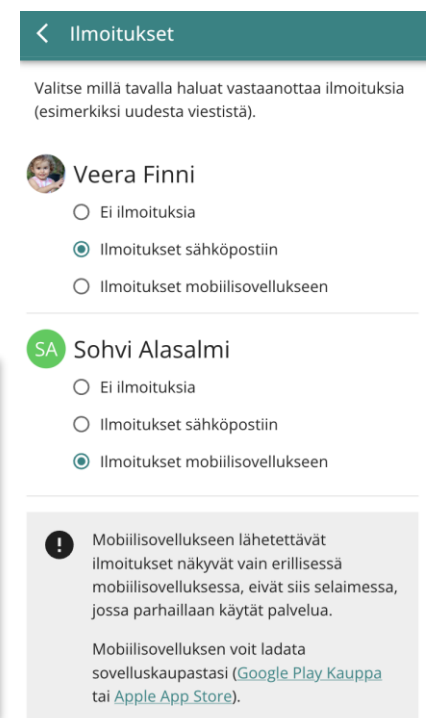 Ilmoitukset
Valitse millä tavalla haluat vastaanottaa ilmoituksia
(esimerkiksi uudesta viestistä).
Veera Finni
Ei ilmoituksia
Ilmoitukset sähköpostiin
Ilmoitukset mobiilisovellukseen
SA Sohvi Alasalmi
Ei ilmoituksia
Ilmoitukset sähköpostiin
Ilmoitukset mobiilisovellukseen
Mobiilisovellukseen lähetettävät
ilmoitukset näkyvät vain erillisessä
mobiilisovelluksessa, eivät siis selaimessa,
jossa parhaillaan käytät palvelua.
Mobiilisovelluksen voit ladata
sovelluskaupastasi (Google Play Kauppa
tai Apple App Store).